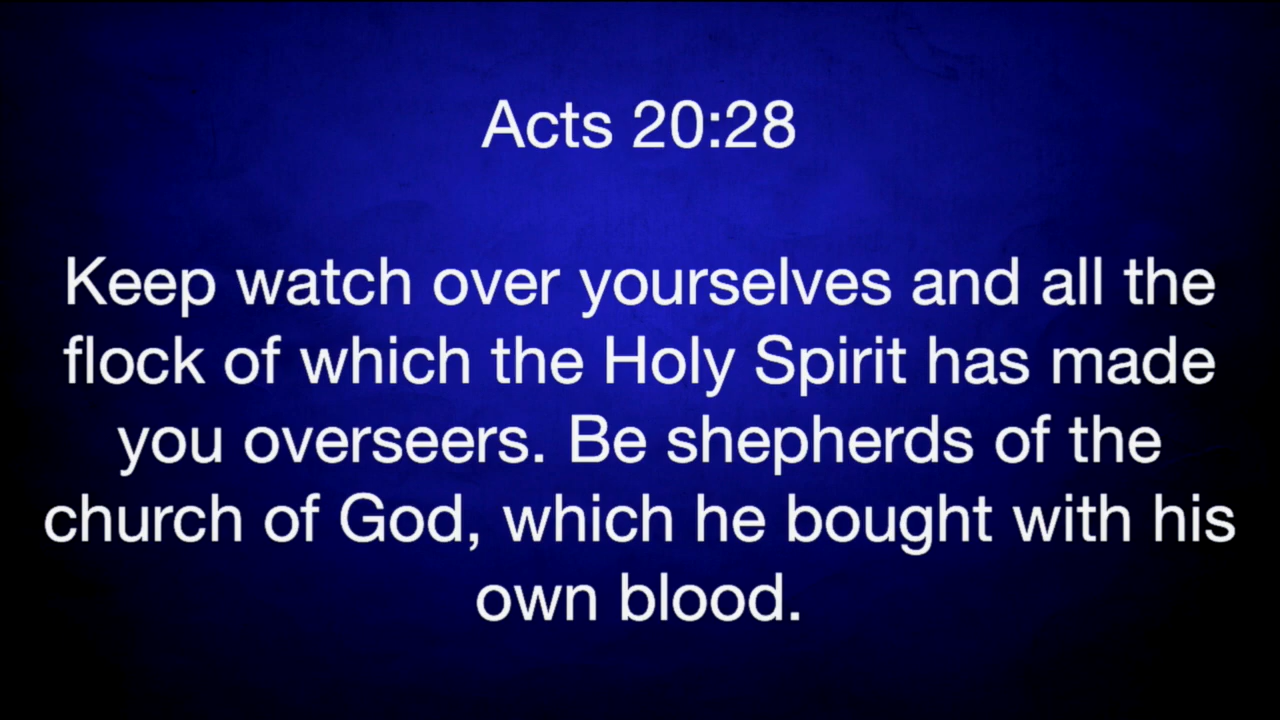 Acts 20:28
Keep watch over yourselves and all the
flock of which the Holy Spirit has made
you overseers. Be shepherds of the
church of God, which he bought with his
own blood.